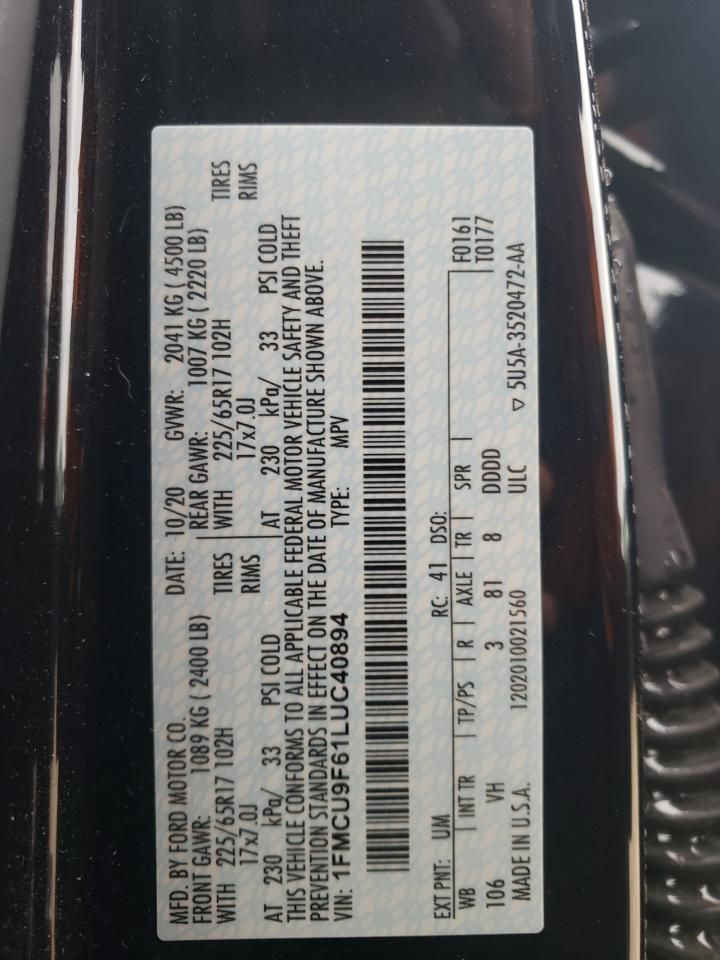 MFD. BY FORD MOTOR CO. DATE: 10/20 GVWR: 2041 KG ( 4500 LB)
FRONT GAWR: 1089 KG ( 2400 LB) REAR GAWR: 1007 KG ( 2220 LB)
WITH 225/65R17 102H TIRES WITH 225/65R17 102H TIRES
17x7.0J RIMS 17x7.0J RIMS
AT 230 kPa/ 33 PSI COLD AT 230 kPa/ 33 PSI COLD
THIS VEHICLE CONFORMS TO ALL APPLICABLE FEDERAL MOTOR VEHICLE SAFETY AND THEFT
PREVENTION STANDARDS IN EFFECT ON THE DATE OF MANUFACTURE SHOWN ABOVE.
VIN: 1FMCU9F61LUC40894 TYPE: MPV
EXT PNT: UM RC: 41 DSO:
WB INT TR TP/PS R AXLE TR SPR F0161
106 VH 3 81 8 DDDD T0177
MADE IN U.S.A. 1202010021560 ULC ▽ 5U5A-3520472-AA